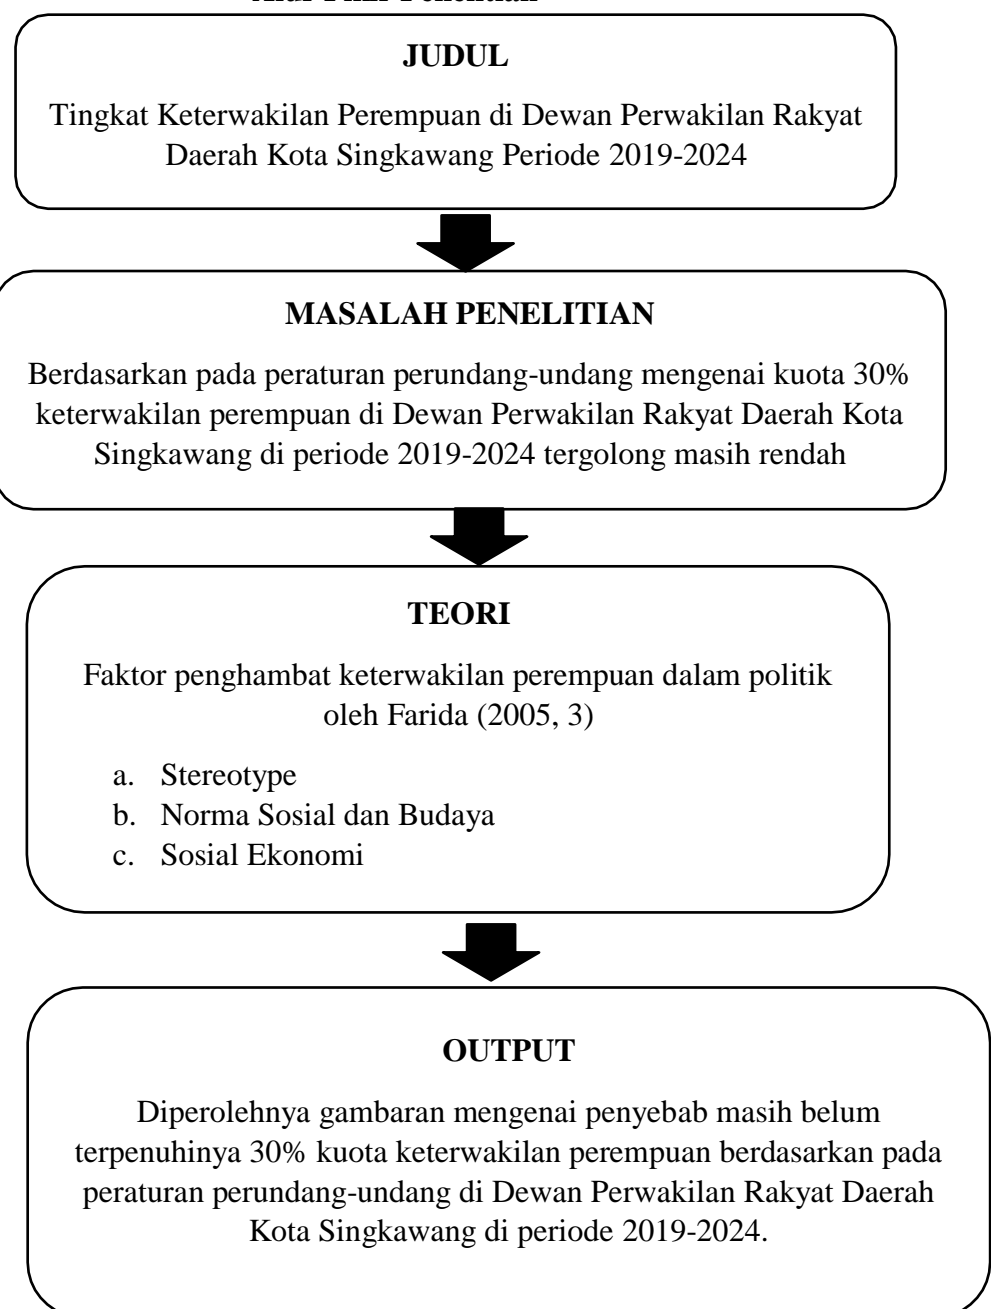 Alur Pikir Penelitian
JUDUL
Tingkat Keterwakilan Perempuan di Dewan Perwakilan Rakyat
Daerah Kota Singkawang Periode 2019-2024
MASALAH PENELITIAN
Berdasarkan pada peraturan perundang-undang mengenai kuota 30%
keterwakilan perempuan di Dewan Perwakilan Rakyat Daerah Kota
Singkawang di periode 2019-2024 tergolong masih rendah
TEORI
Faktor penghambat keterwakilan perempuan dalam politik
oleh Farida (2005, 3)
a. Stereotype
b. Norma Sosial dan Budaya
c. Sosial Ekonomi
OUTPUT
Diperolehnya gambaran mengenai penyebab masih belum
terpenuhinya 30% kuota keterwakilan perempuan berdasarkan pada
peraturan perundang-undang di Dewan Perwakilan Rakyat Daerah
Kota Singkawang di periode 2019-2024.